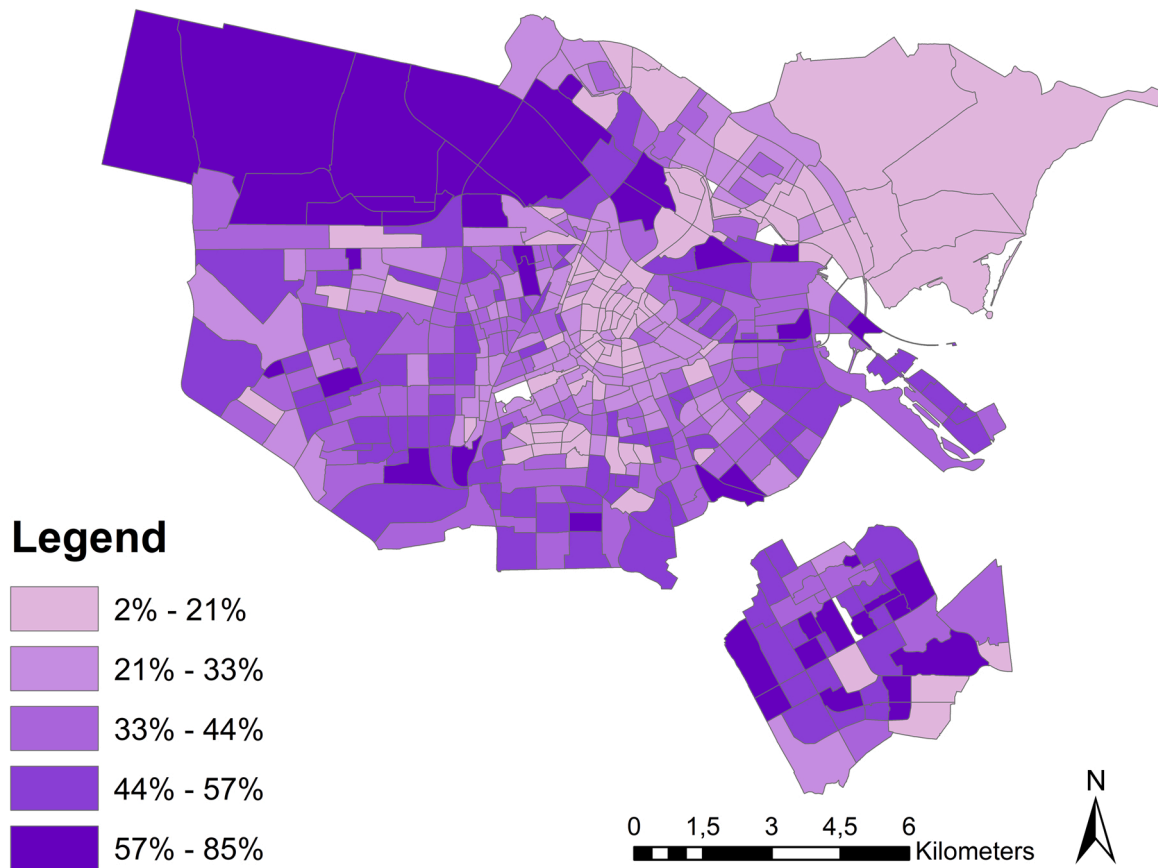 Legend
2% - 21%
21% - 33%
33% - 44%
44% - 57%
57% - 85%
0 1,5 3 4,5 6
Kilometers
N